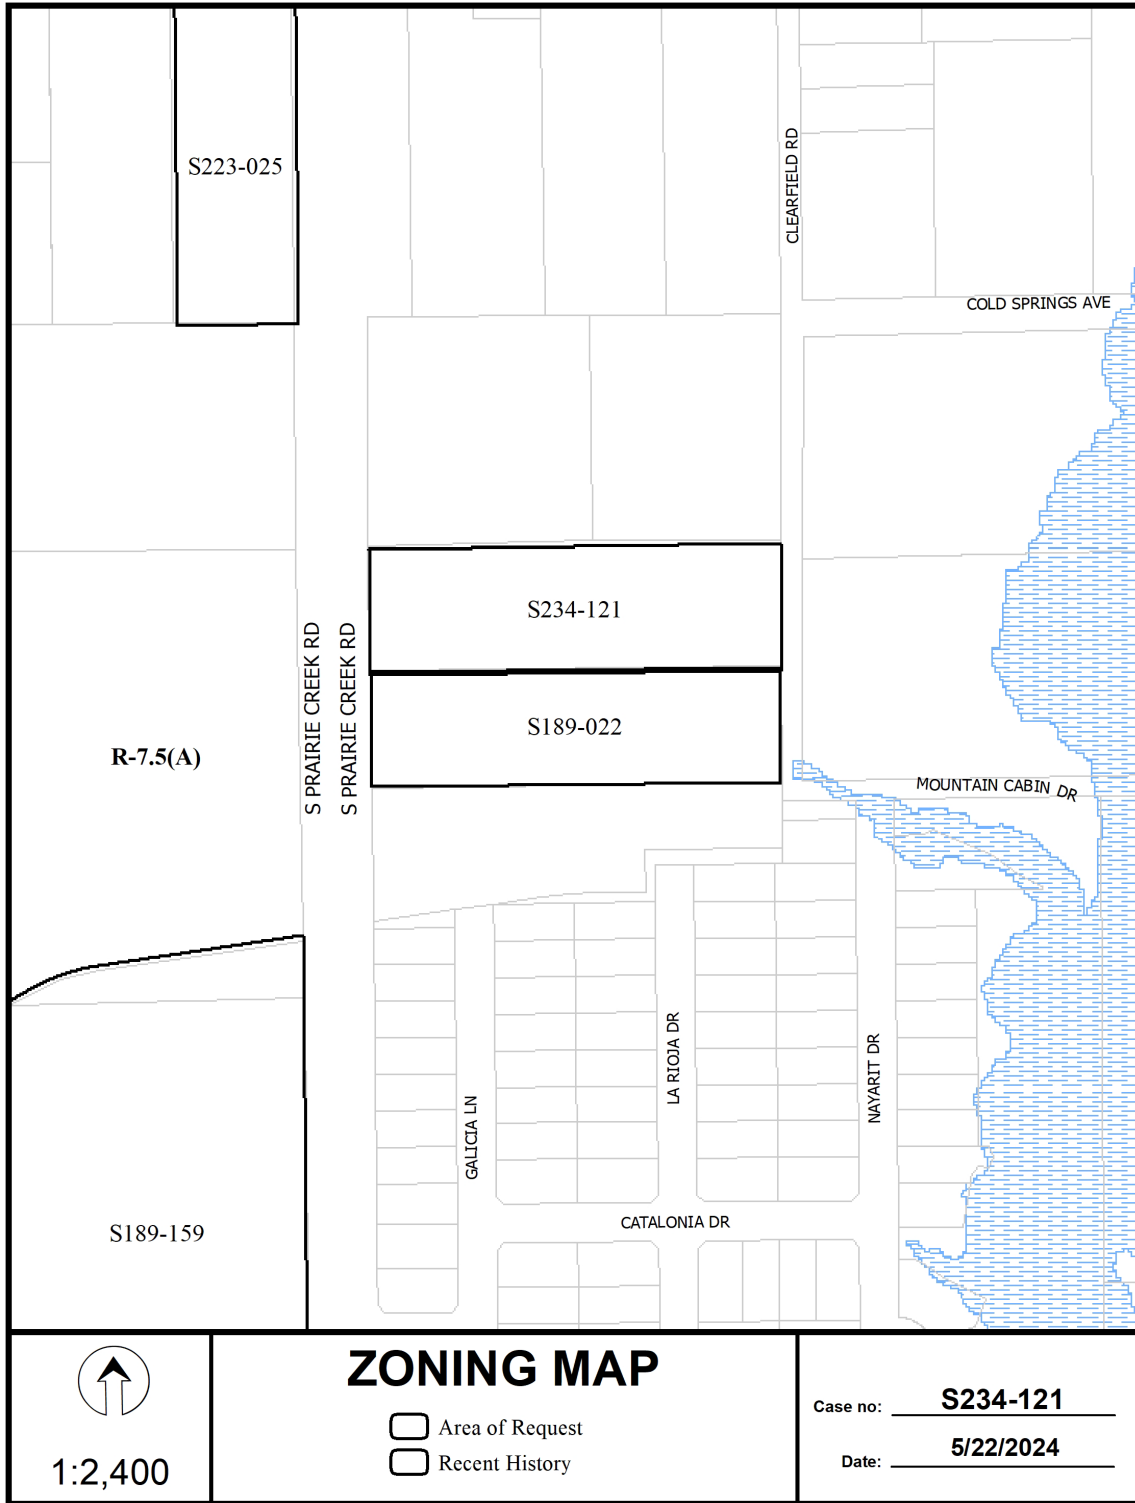 S223-025
CLEARFIELD RD
COLD SPRINGS AVE
S234-121
S PRAIRIE CREEK RD
S PRAIRIE CREEK RD
S189-022
R-7.5(A)
MOUNTAIN CABIN DR
LA RIOJA DR
NAYARIT DR
GALICIA LN
CATALONIA DR
S189-159
1:2,400
ZONING MAP
Area of Request
Recent History
Case no: S234-121
Date: 5/22/2024